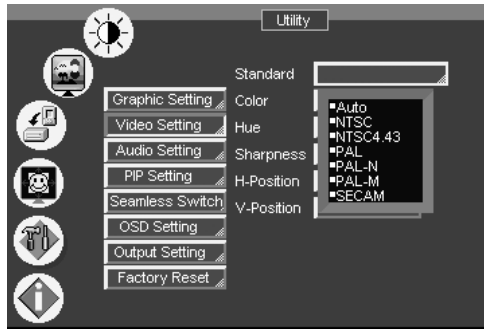 Utility
Standard
Graphic Setting
Color
Video Setting
Hue
Audio Setting
Sharpness
PIP Setting
H-Position
Seamless Switch
V-Position
OSD Setting
Output Setting
Factory Reset
Auto
NTSC
NTSC4.43
PAL
PAL-N
PAL-M
SECAM